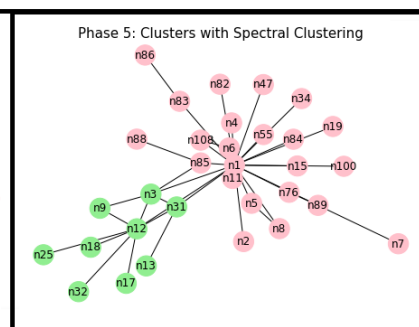 Phase 5: Clusters with Spectral Clustering
n86
n82
n47
n83
n34
n4
n19
n88
n108
n55
n84
n6
n85
n1
n15
n100
n11
n3
n76
n9
n31
n5
n89
n12
n8
n18
n2
n7
n25
n13
n17
n32